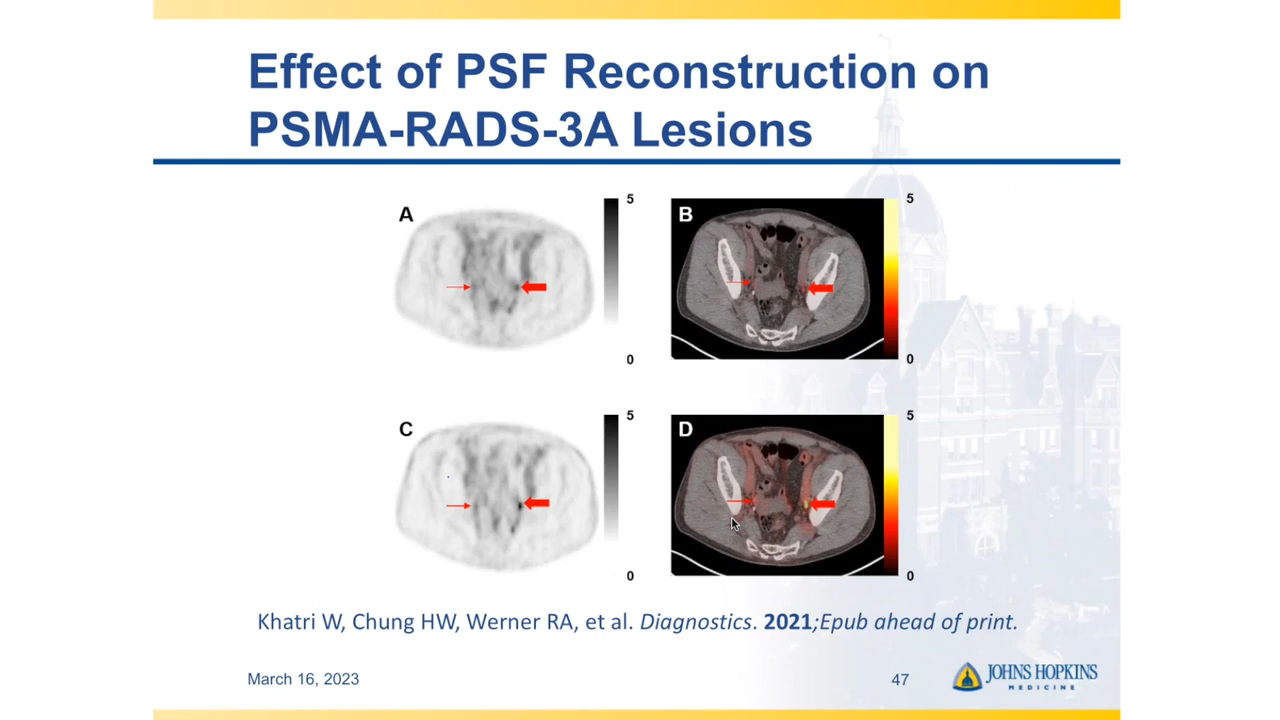 Effect of PSF Reconstruction on
PSMA-RADS-3A Lesions
A
5
0
B
5
0
C
5
0
D
5
0
Khatri W, Chung HW, Werner RA, et al. Diagnostics. 2021;Epub ahead of print.
March 16, 2023
47
JOHNS HOPKINS
MEDICINE